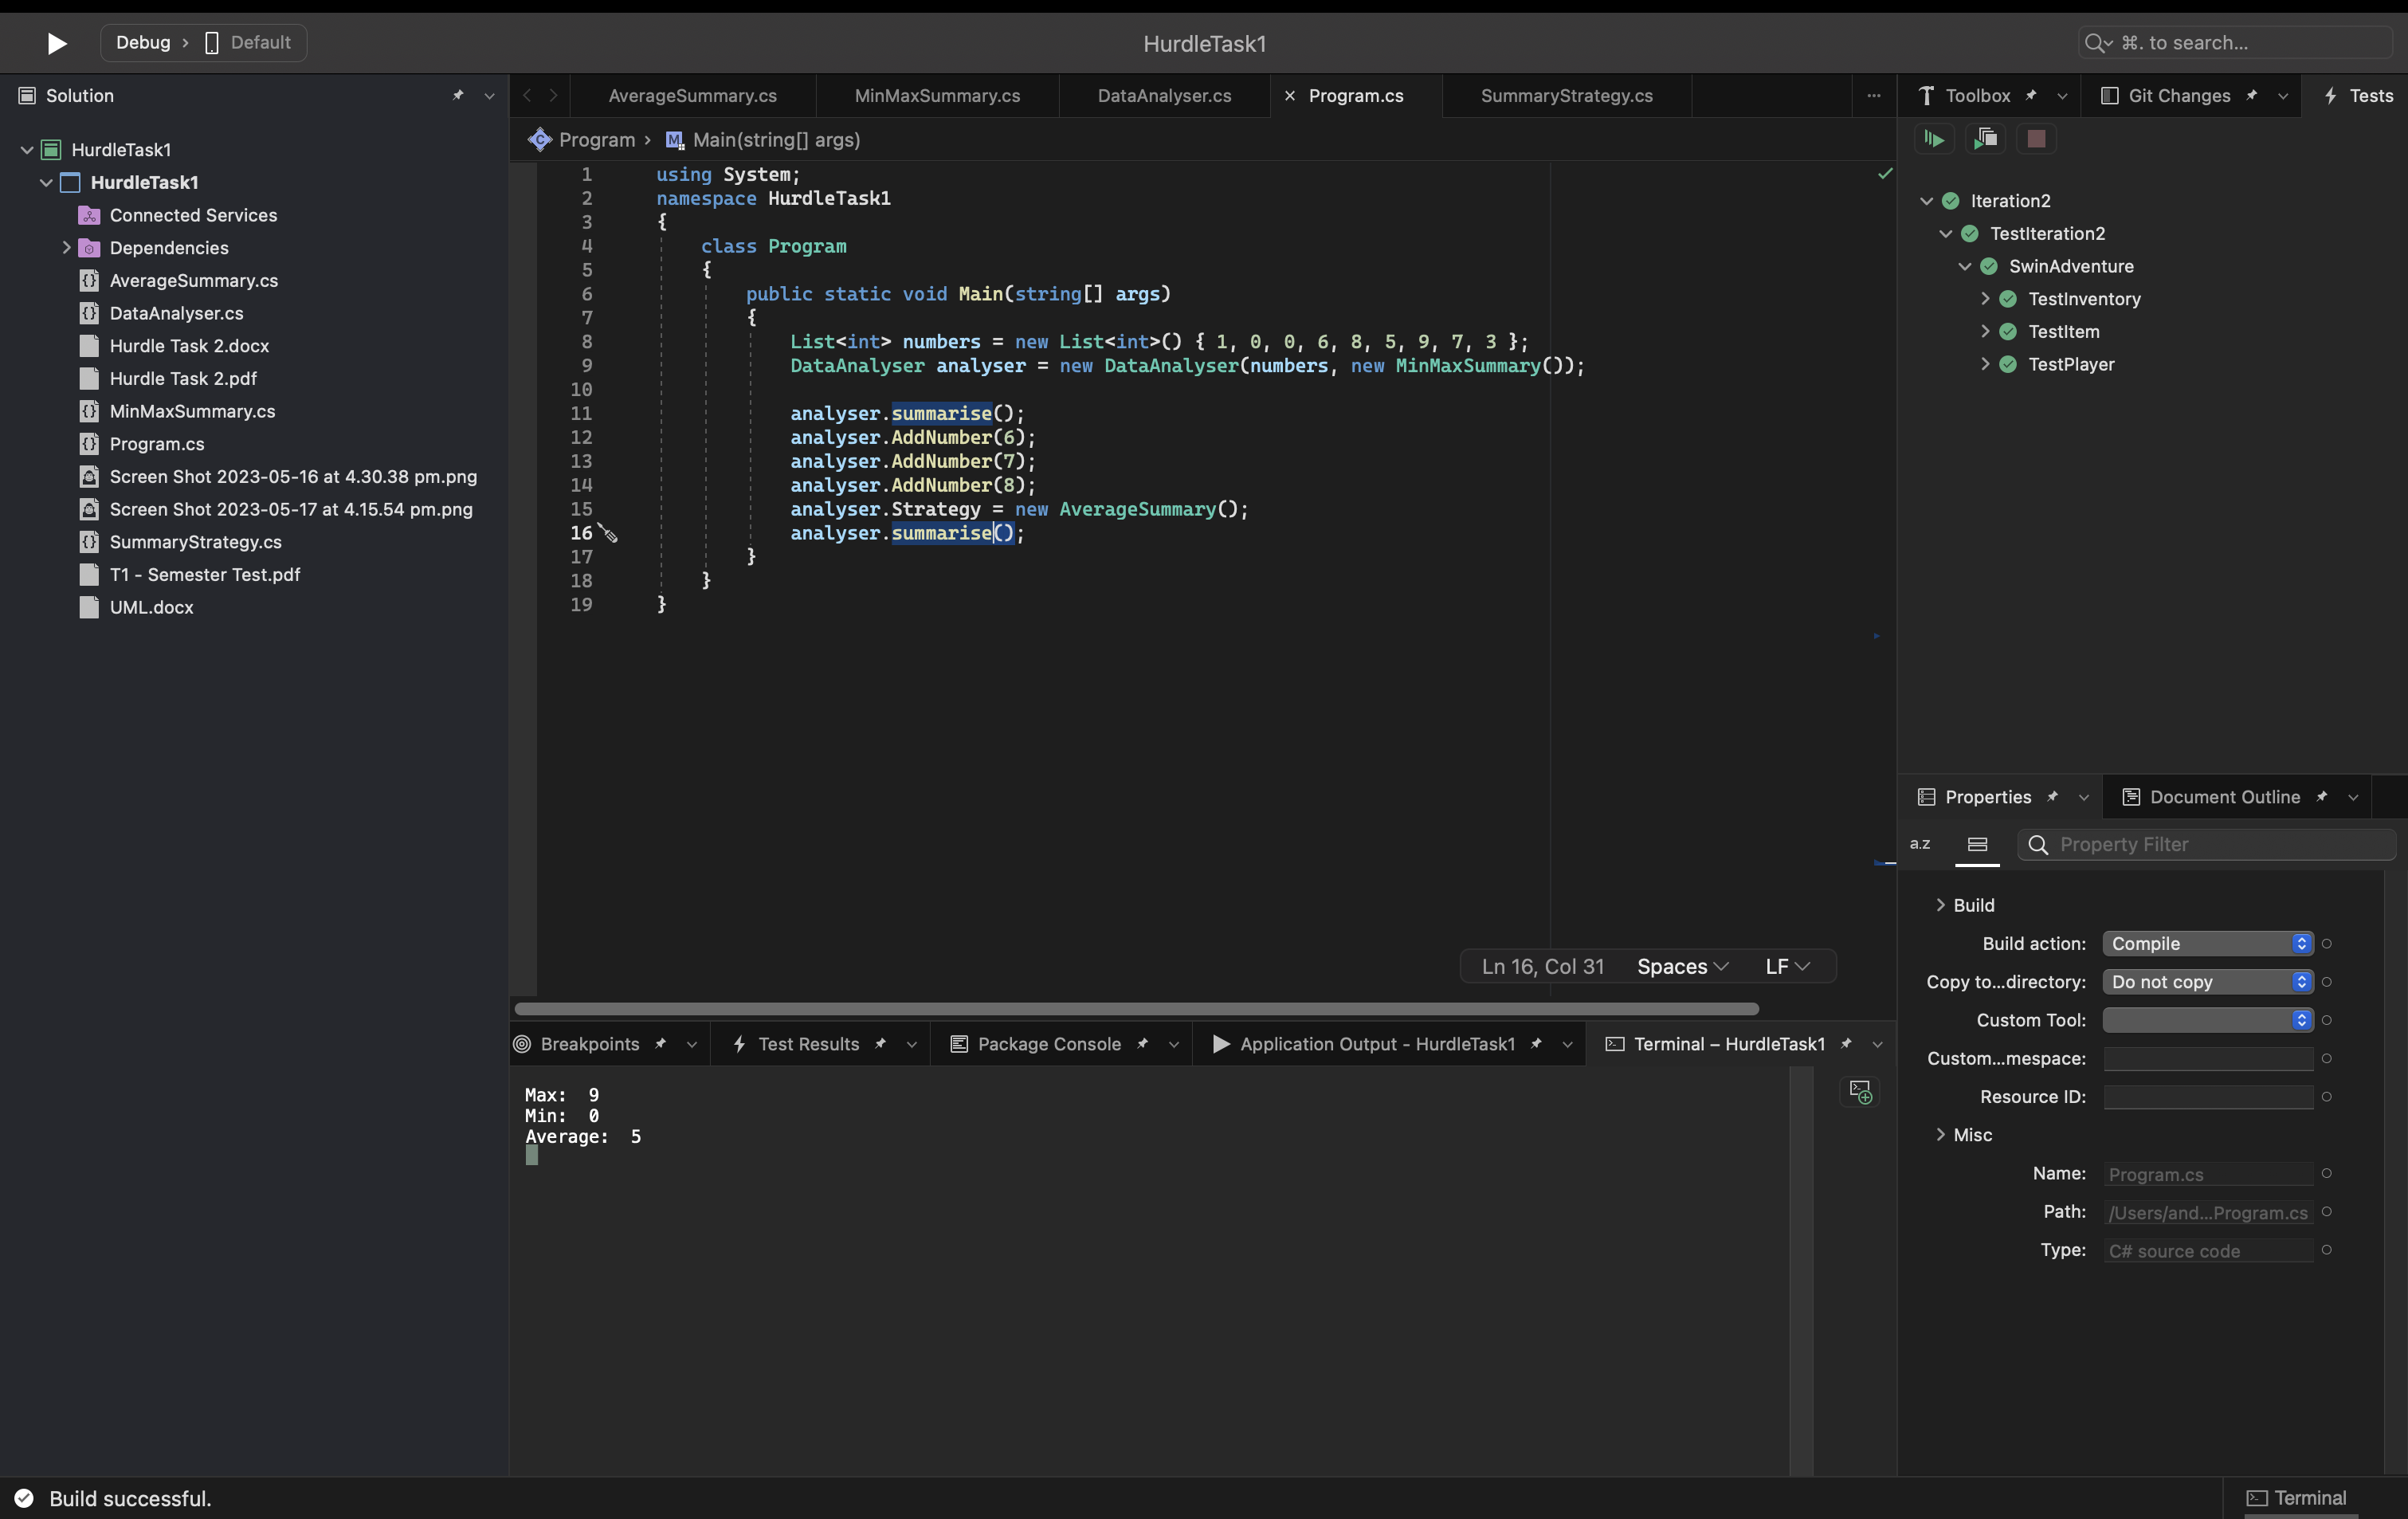 Debug › Default
HurdleTask1
⌘. to search...
Solution
HurdleTask1
HurdleTask1
Connected Services
Dependencies
AverageSummary.cs
DataAnalyser.cs
Hurdle Task 2.docx
Hurdle Task 2.pdf
MinMaxSummary.cs
Program.cs
Screen Shot 2023-05-16 at 4.30.38 pm.png
Screen Shot 2023-05-17 at 4.15.54 pm.png
SummaryStrategy.cs
T1 - Semester Test.pdf
UML.docx
AverageSummary.cs MinMaxSummary.cs DataAnalyser.cs × Program.cs SummaryStrategy.cs ...
Program › M Main(string[] args)
1 using System;
2 namespace HurdleTask1
3 {
4 class Program
5 {
6 public static void Main(string[] args)
7 {
8 List<int> numbers = new List<int>() { 1, 0, 0, 6, 8, 5, 9, 7, 3 };
9 DataAnalyser analyser = new DataAnalyser(numbers, new MinMaxSummary());
10
11 analyser.summarise();
12 analyser.AddNumber(6);
13 analyser.AddNumber(7);
14 analyser.AddNumber(8);
15 analyser.Strategy = new AverageSummary();
16 analyser.summarise();
17 }
18 }
19 }
Ln 16, Col 31 Spaces LF
Breakpoints Test Results Package Console Application Output - HurdleTask1 Terminal – HurdleTask1
Max: 9
Min: 0
Average: 5
Toolbox Git Changes Tests
Iteration2
TestIteration2
SwinAdventure
TestInventory
TestItem
TestPlayer
Properties Document Outline
a.z Property Filter
Build
Build action: Compile
Copy to...directory: Do not copy
Custom Tool:
Custom...mespace:
Resource ID:
Misc
Name: Program.cs
Path: /Users/and...Program.cs
Type: C# source code
Build successful.
Terminal